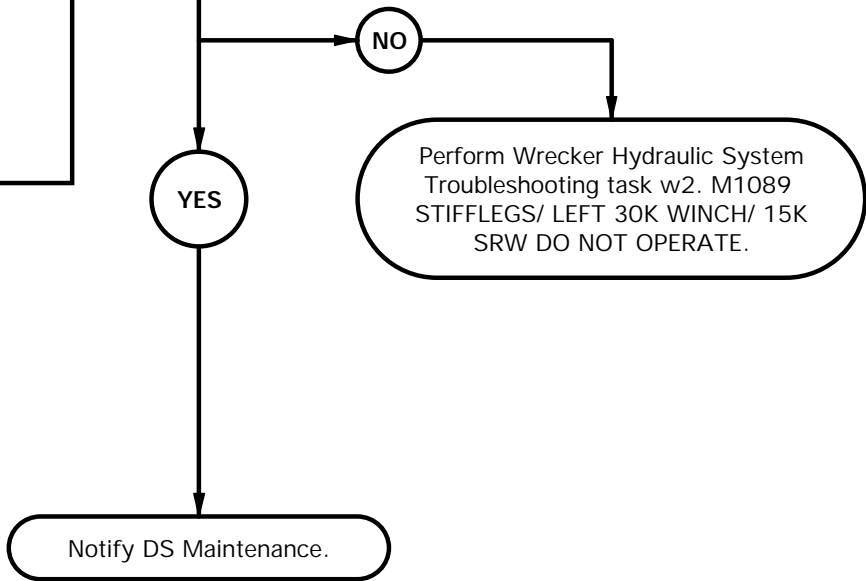 NO
YES
Perform Wrecker Hydraulic System
Troubleshooting task w2. M1089
STIFFLEGS/ LEFT 30K WINCH/ 15K
SRW DO NOT OPERATE.
Notify DS Maintenance.